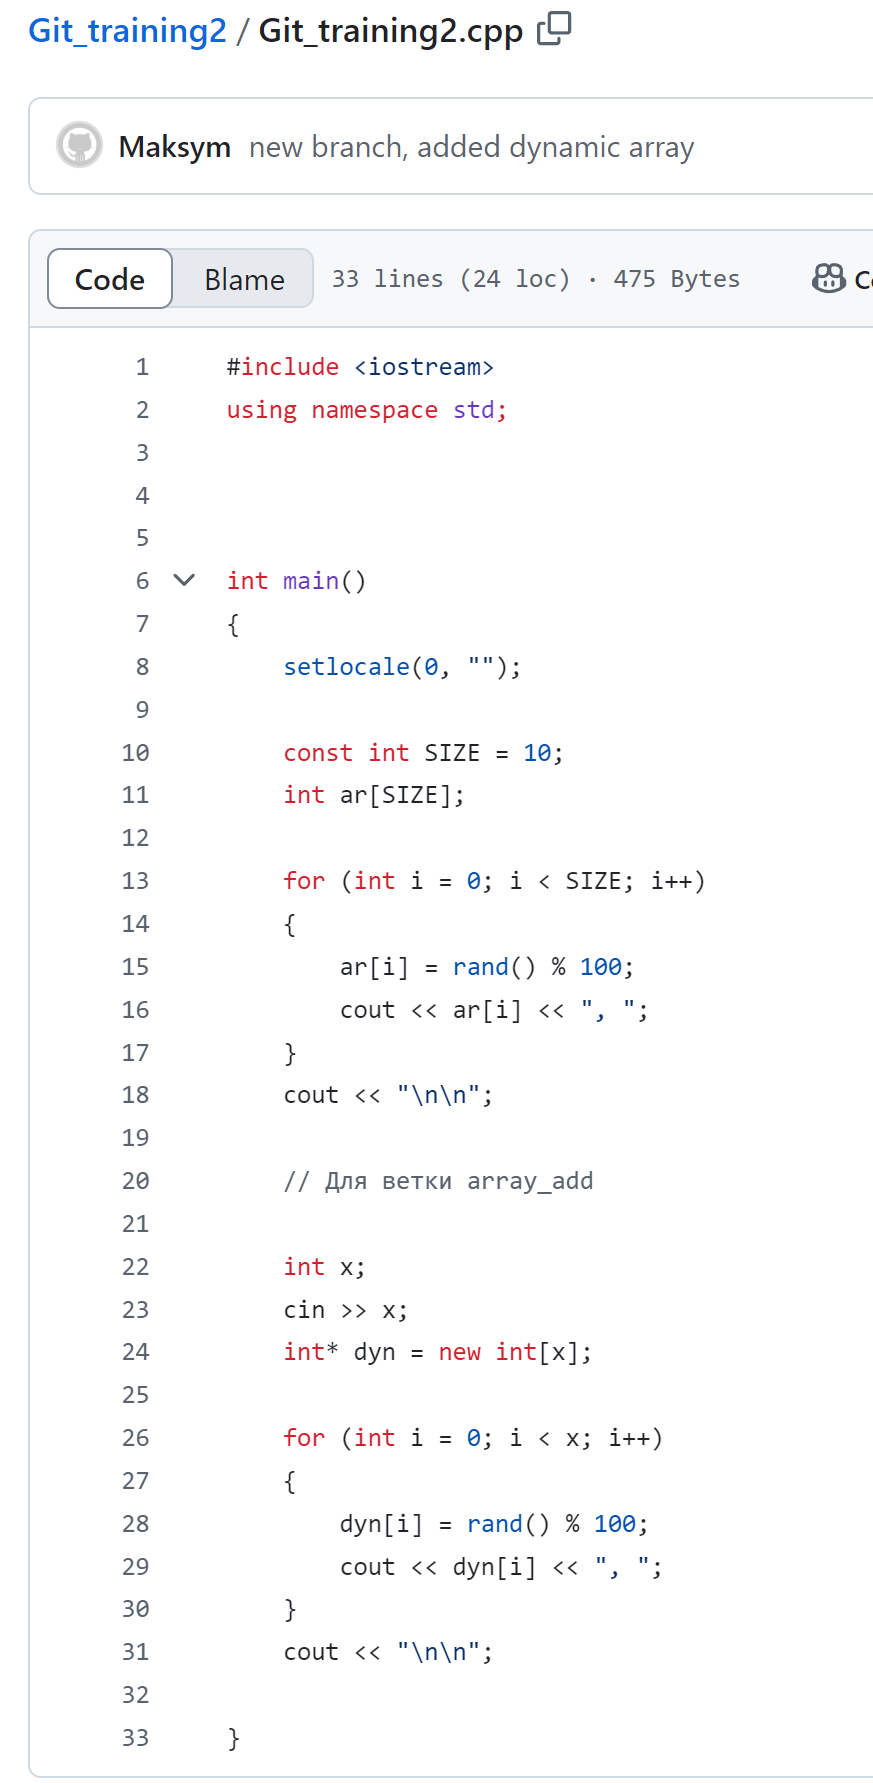 Git_training2 / Git_training2.cpp
Maksym new branch, added dynamic array
Code Blame 33 lines (24 loc) · 475 Bytes
1 #include <iostream>
2 using namespace std;
3
4
5
6 int main()
7 {
8     setlocale(0, "");
9
10     const int SIZE = 10;
11     int ar[SIZE];
12
13     for (int i = 0; i < SIZE; i++)
14     {
15         ar[i] = rand() % 100;
16         cout << ar[i] << ", ";
17     }
18     cout << "\n\n";
19
20     // Для ветки array_add
21
22     int x;
23     cin >> x;
24     int* dyn = new int[x];
25
26     for (int i = 0; i < x; i++)
27     {
28         dyn[i] = rand() % 100;
29         cout << dyn[i] << ", ";
30     }
31     cout << "\n\n";
32
33 }